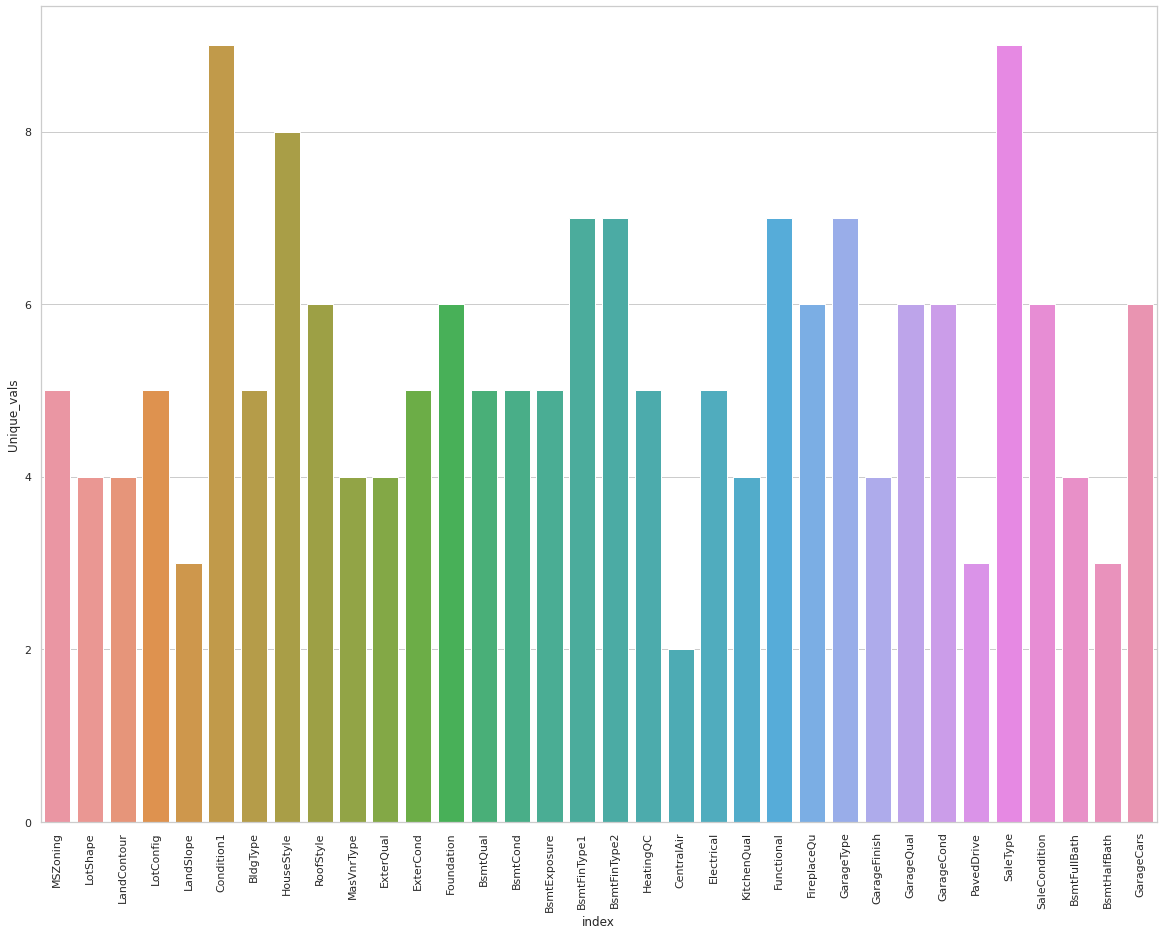 Unique_vals
8
6
4
2
0
MSZoning
LotShape
LandContour
LotConfig
LandSlope
Condition1
BldgType
HouseStyle
RoofStyle
MasVnrType
ExterQual
ExterCond
Foundation
BsmtQual
BsmtCond
BsmtExposure
BsmtFinType1
BsmtFinType2
HeatingQC
CentralAir
Electrical
KitchenQual
Functional
FireplaceQu
GarageType
GarageFinish
GarageQual
GarageCond
PavedDrive
SaleType
SaleCondition
BsmtFullBath
BsmtHalfBath
GarageCars
index